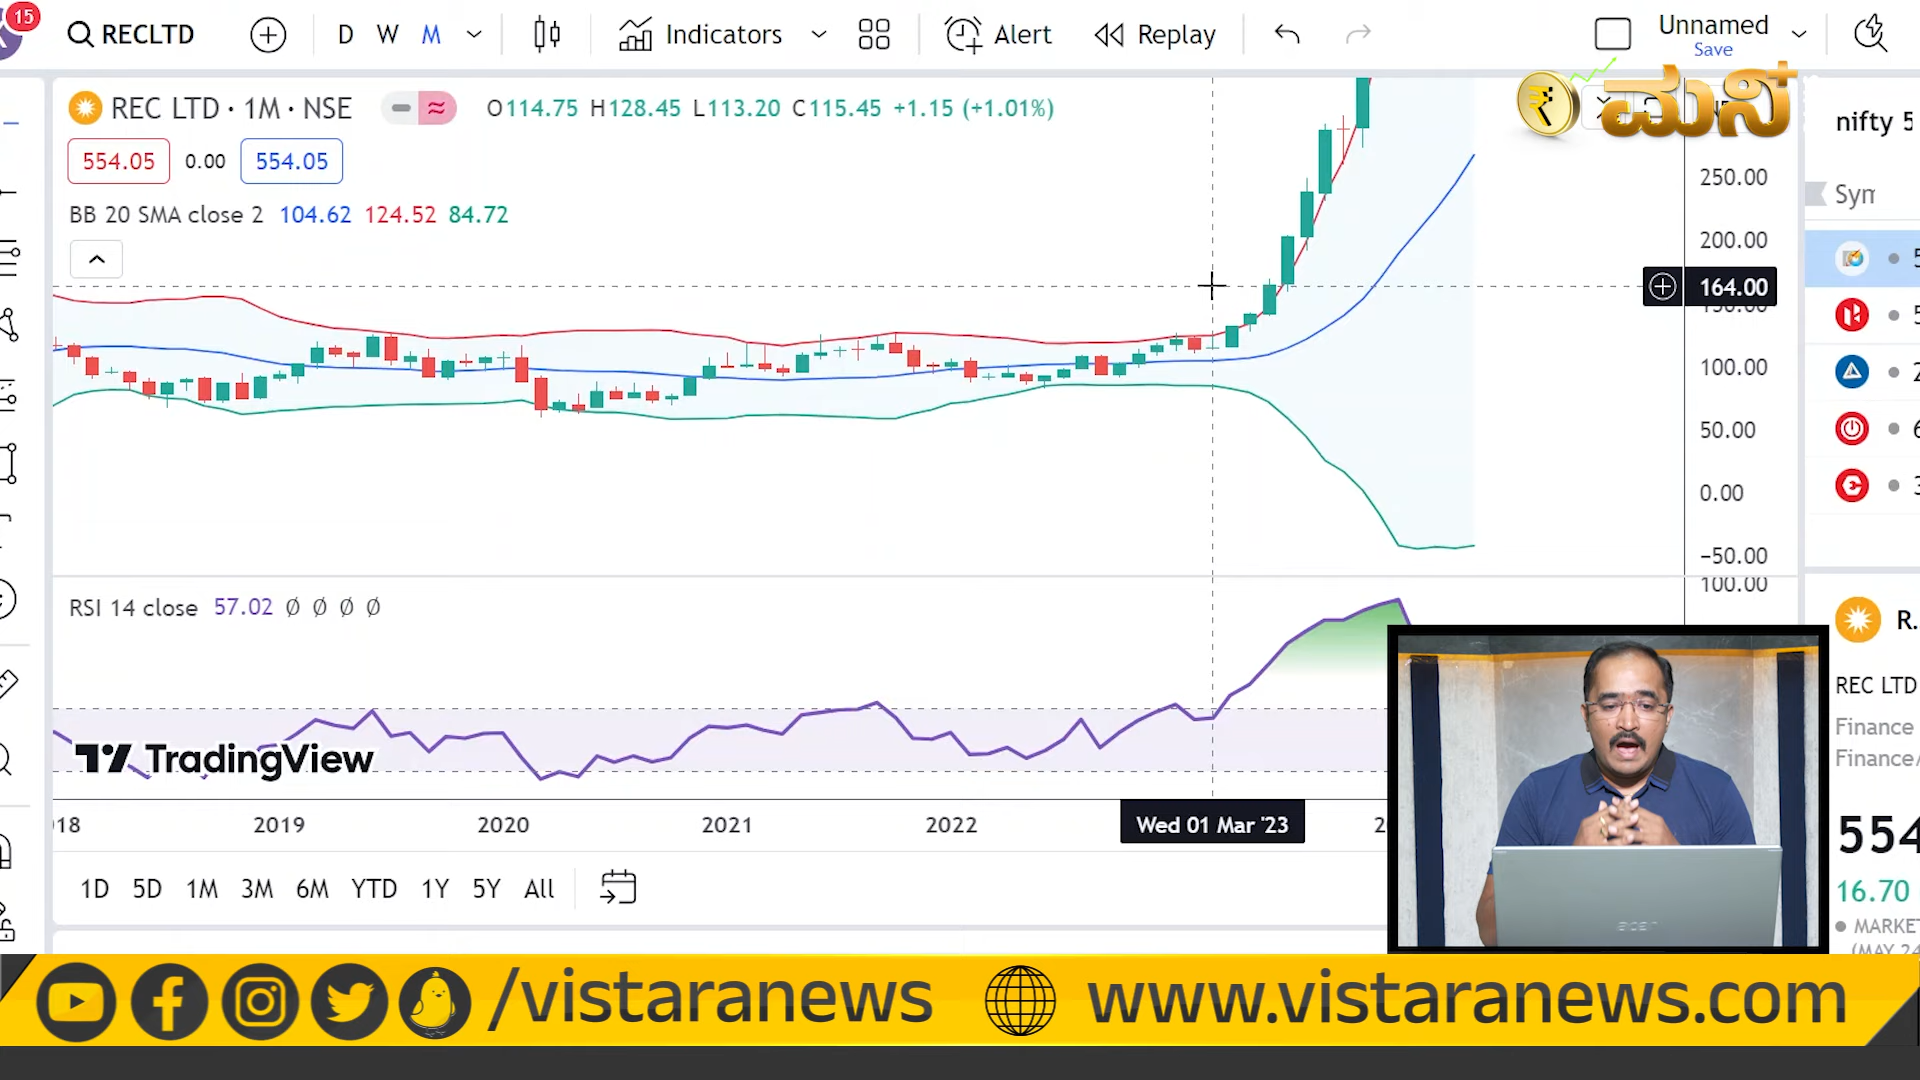 15
RECLTD
D W M
Indicators
Alert
Replay
Unnamed
Save
ಮನಿ
REC LTD · 1M · NSE
O114.75 H128.45 L113.20 C115.45 +1.15 (+1.01%)
554.05 0.00 554.05
BB 20 SMA close 2 104.62 124.52 84.72
250.00
200.00
164.00
100.00
50.00
0.00
−50.00
100.00
nifty 5
Sym
RSI 14 close 57.02 Ø Ø Ø Ø
TradingView
2019 2020 2021 2022 Wed 01 Mar '23
1D 5D 1M 3M 6M YTD 1Y 5Y All
R.
REC LTD
Finance
Finance/
554
16.70
MARKET
(MAY 24
acer
/vistaranews
www.vistaranews.com